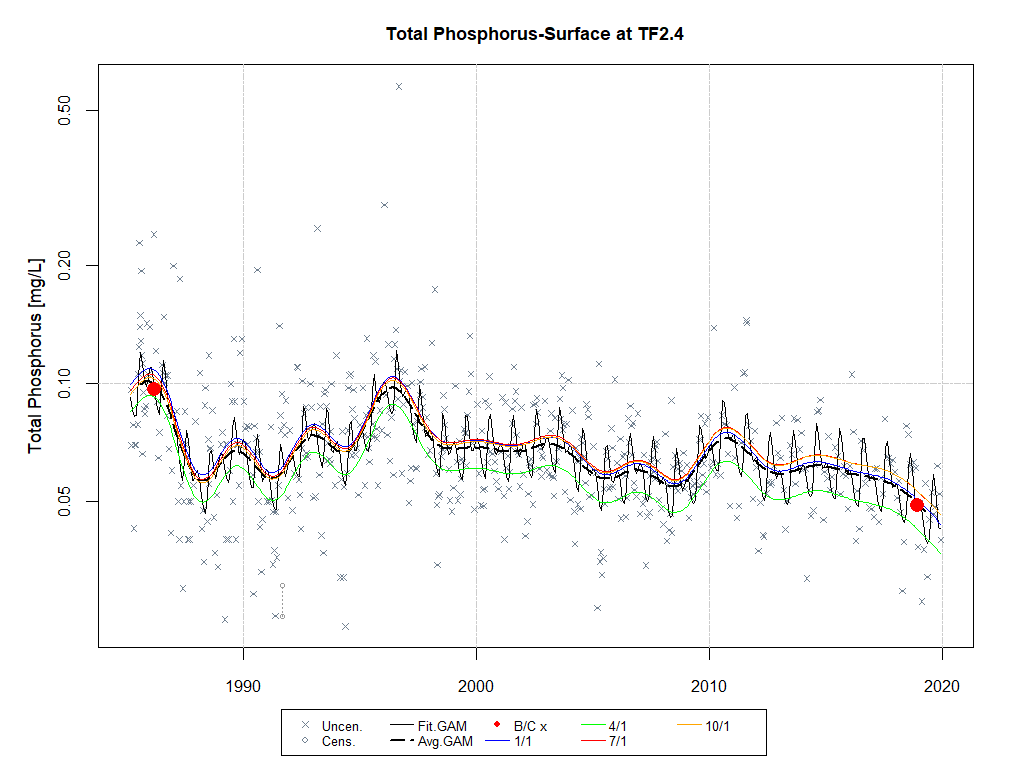 Total Phosphorus-Surface at TF2.4
Total Phosphorus [mg/L]
0.50
0.20
0.10
0.05
1990 2000 2010 2020
Uncen. Fit.GAM B/C x 4/1 10/1
Cens. Avg.GAM 1/1 7/1